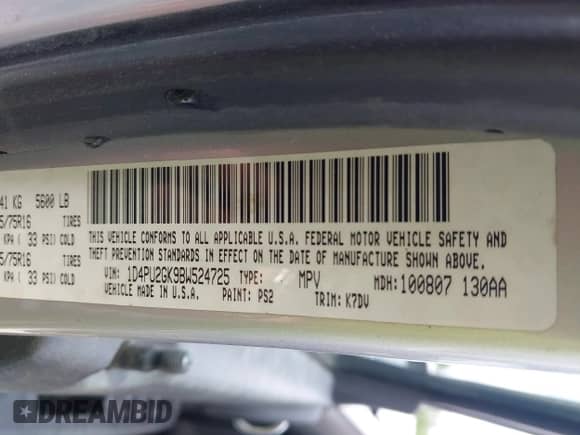 41 KG 5600 LB
5/75R16 TIRES
KPA ( 33 PSI) COLD
5/75R16 TIRES
KPA ( 33 PSI) COLD
THIS VEHICLE CONFORMS TO ALL APPLICABLE U.S.A. FEDERAL MOTOR VEHICLE SAFETY AND
THEFT PREVENTION STANDARDS IN EFFECT ON THE DATE OF MANUFACTURE SHOWN ABOVE.
VIN: 1D4PU2GK9BW524725 TYPE: MPV MDH: 100807 130AA
VEHICLE MADE IN U.S.A. PAINT: PS2 TRIM: K7DV
DREAMBID